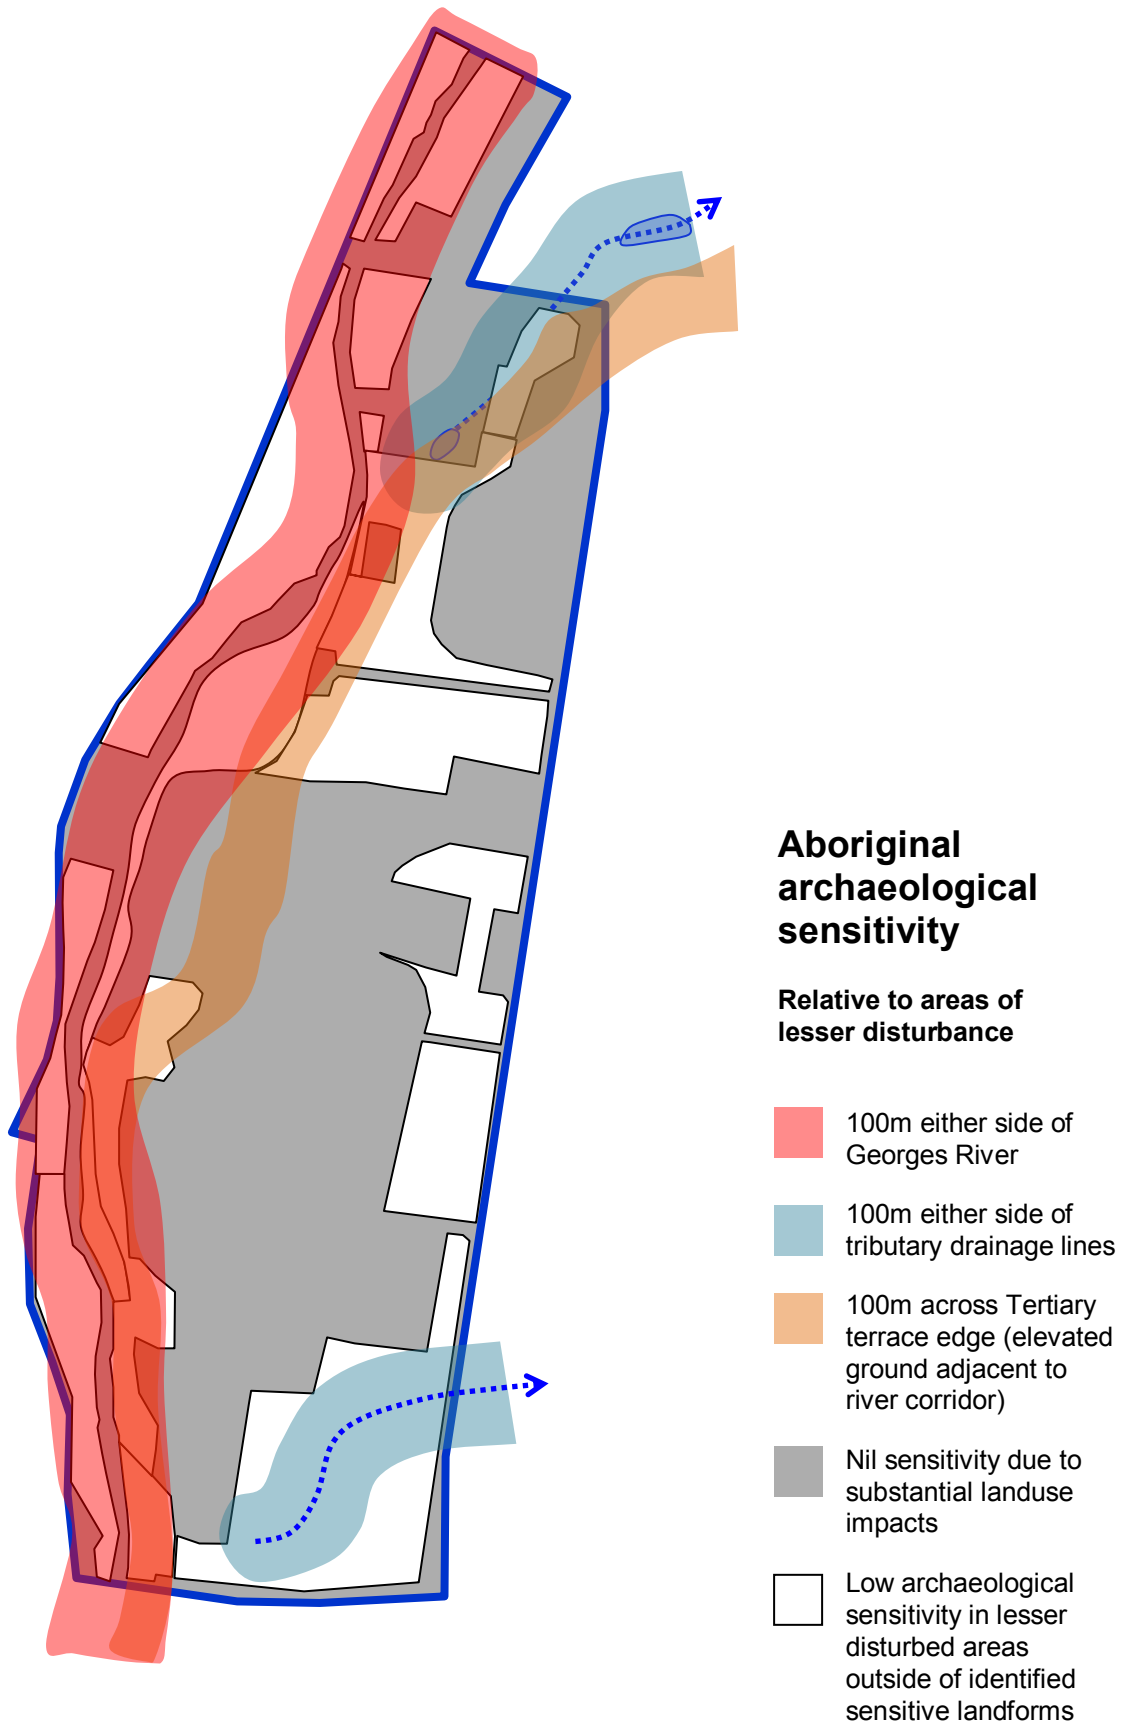 Aboriginal
archaeological
sensitivity
Relative to areas of
lesser disturbance
100m either side of
Georges River
100m either side of
tributary drainage lines
100m across Tertiary
terrace edge (elevated
ground adjacent to
river corridor)
Nil sensitivity due to
substantial landuse
impacts
Low archaeological
sensitivity in lesser
disturbed areas
outside of identified
sensitive landforms